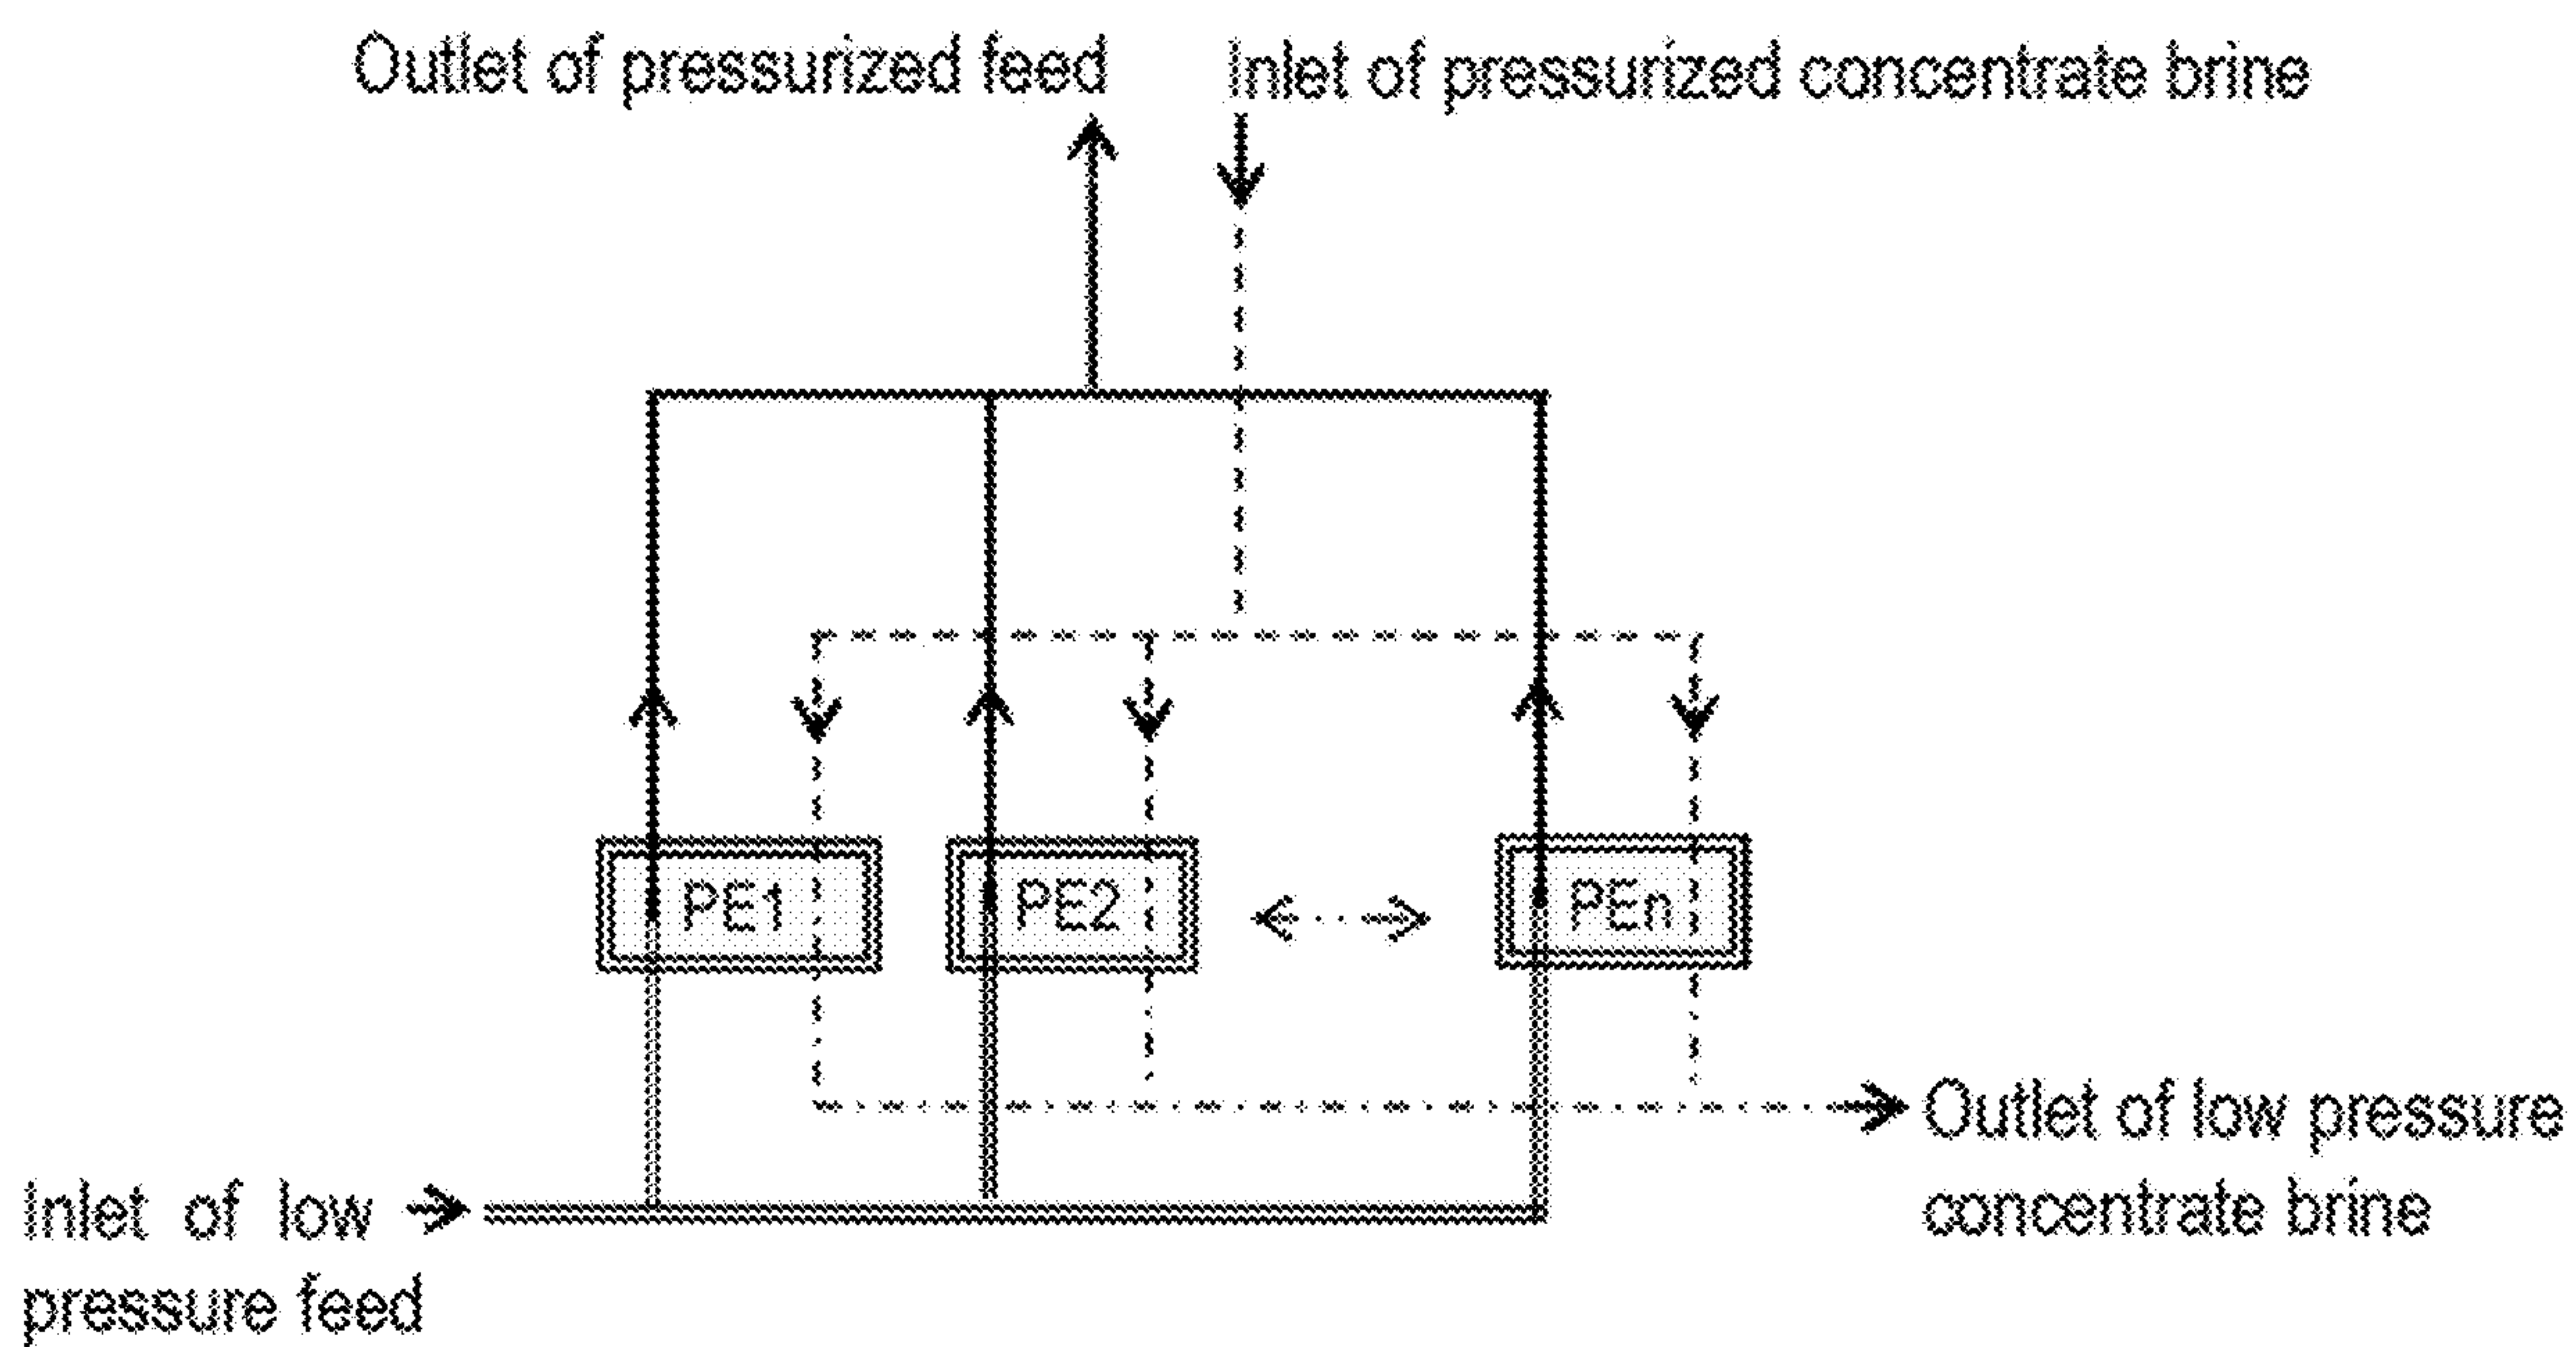 Outlet of pressurized feed
Inlet of pressurized concentrate brine
PE1
PE2
PEn
Outlet of low pressure
concentrate brine
Inlet of low
pressure feed